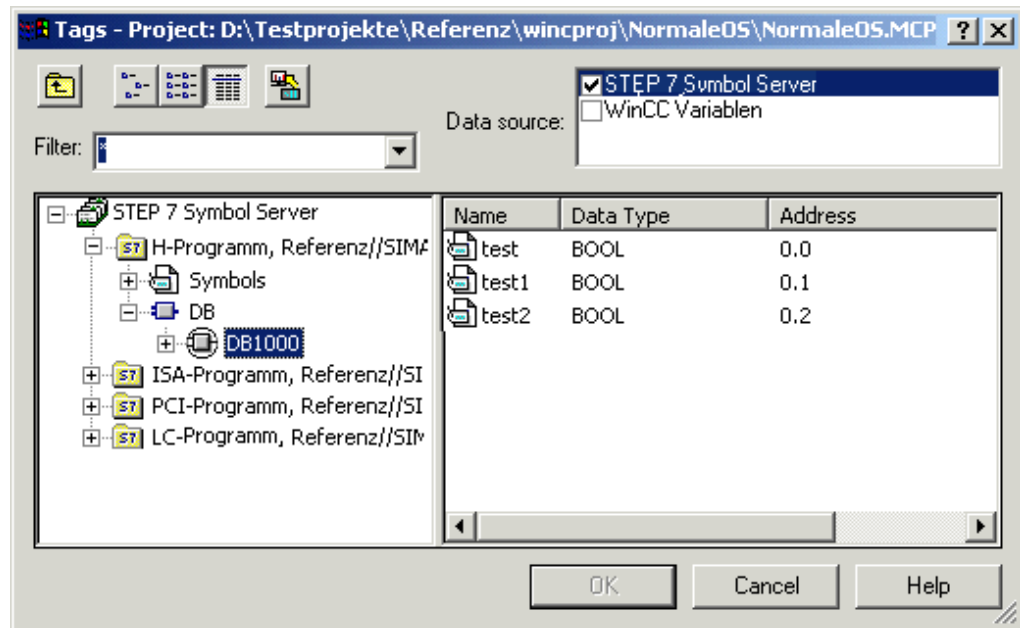 Tags - Project: D:\Testprojekte\Referenz\wincproj\NormaleOS\NormaleOS.MCP
Data source:
STEP 7 Symbol Server
WinCC Variablen
Filter: *
STEP 7 Symbol Server
H-Programm, Referenz//SIMA
Symbols
DB
DB1000
ISA-Programm, Referenz//SI
PCI-Programm, Referenz//SI
LC-Programm, Referenz//SIM
Name Data Type Address
test BOOL 0.0
test1 BOOL 0.1
test2 BOOL 0.2
OK Cancel Help